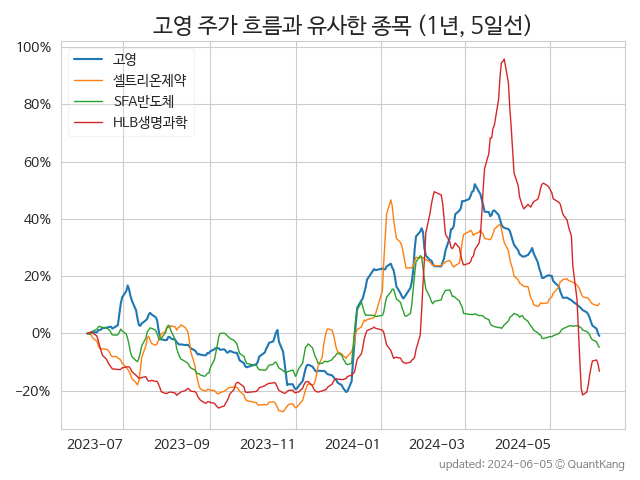 고영 주가 흐름과 유사한 종목 (1년, 5일선)
고영
셀트리온제약
SFA반도체
HLB생명과학
100%
80%
60%
40%
20%
0%
−20%
2023−07
2023−09
2023−11
2024−01
2024−03
2024−05
updated: 2024-06-05 © QuantKang